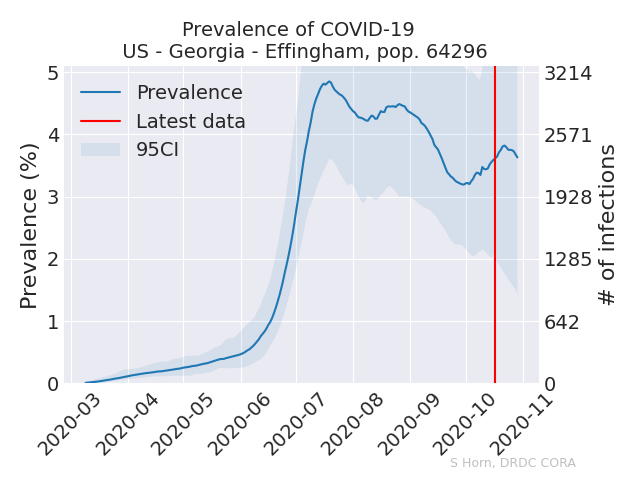 Prevalence of COVID-19
US - Georgia - Effingham, pop. 64296
Prevalence
Latest data
95CI
Prevalence (%)
5
4
3
2
1
0
3214
2571
1928
1285
642
0
# of infections
2020-03
2020-04
2020-05
2020-06
2020-07
2020-08
2020-09
2020-10
2020-11
S Horn, DRDC CORA